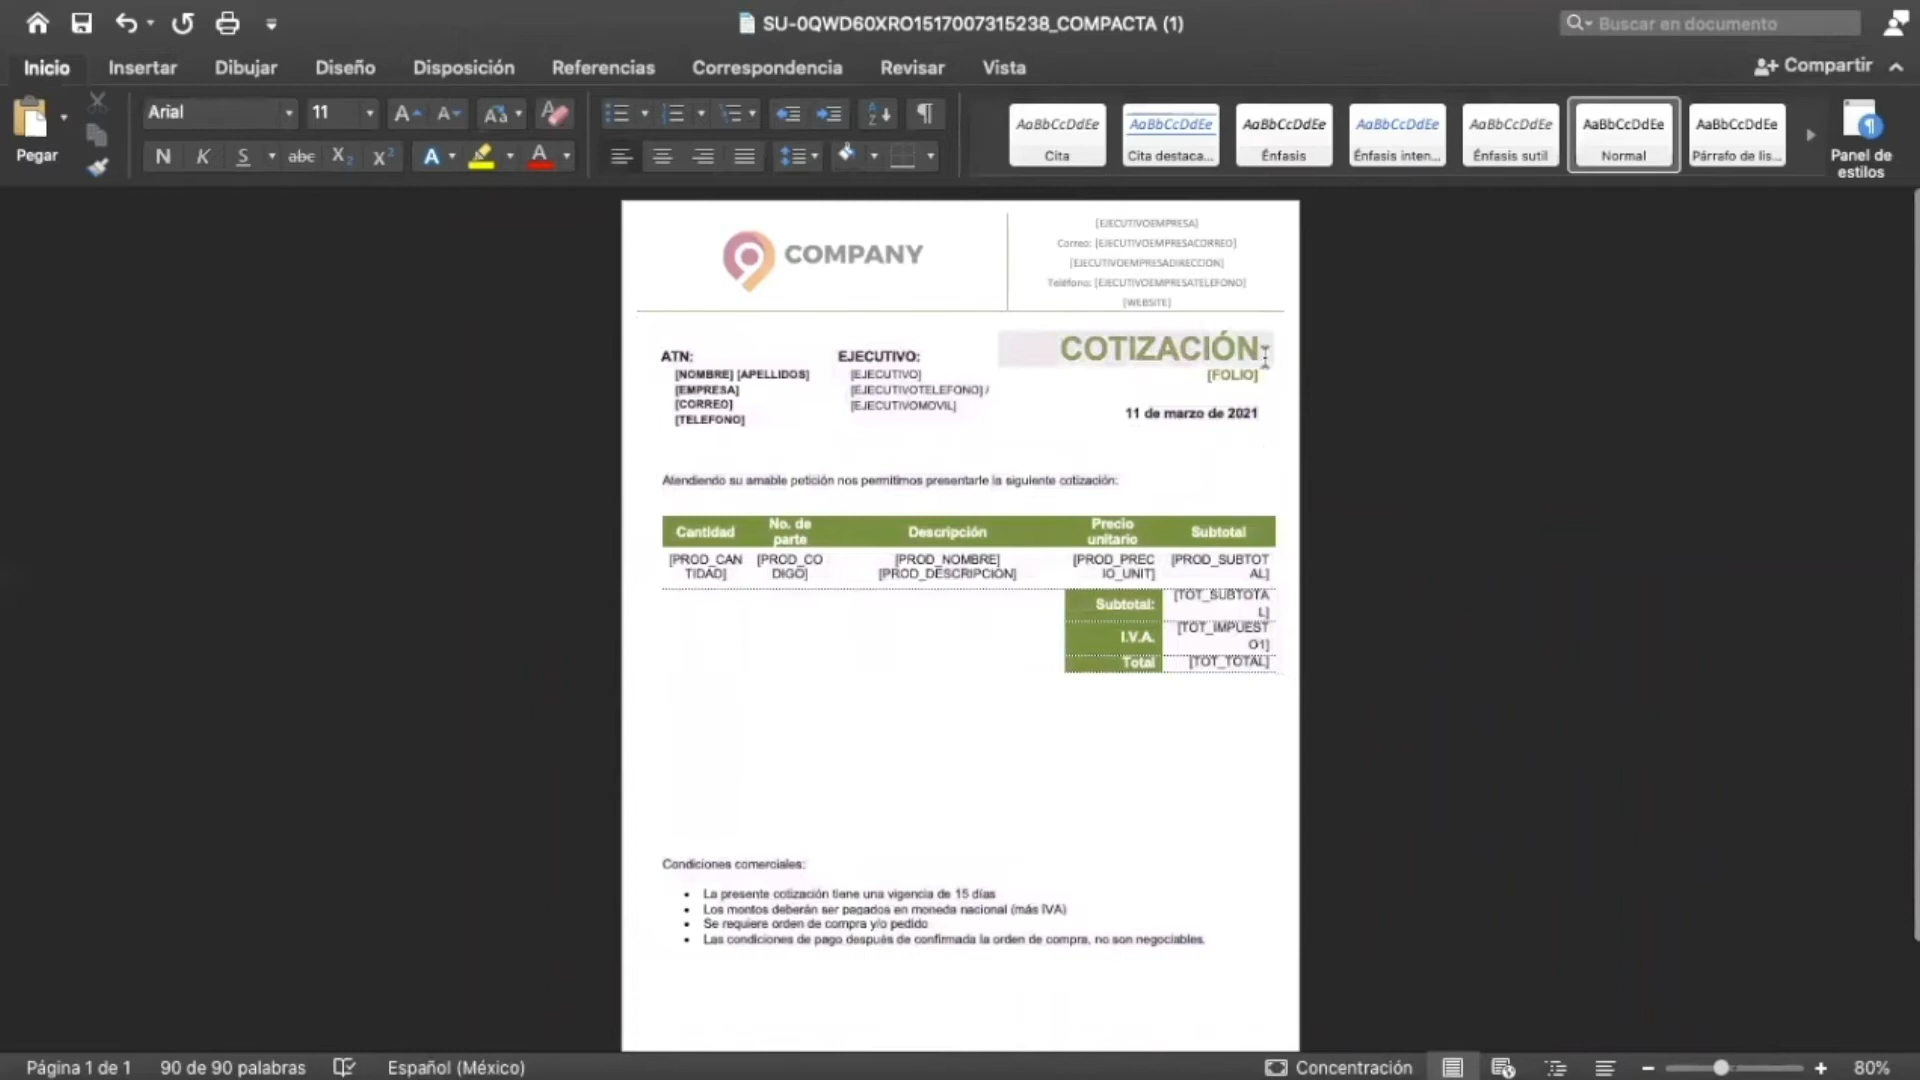 SU-0QWD60XRO1517007315238_COMPACTA (1)
Buscar en documento
Inicio Insertar Dibujar Diseño Disposición Referencias Correspondencia Revisar Vista
Compartir
Pegar
Arial 11
N K S abc X₂ X²
AaBbCcDdEe AaBbCcDdEe AaBbCcDdEe AaBbCcDdEe AaBbCcDdEe AaBbCcDdEe AaBbCcDdEe
Cita Cita destaca... Énfasis Énfasis inten... Énfasis sutil Normal Párrafo de lis...
Panel de
estilos
COMPANY
[EJECUTIVOEMPRESA]
Correo: [EJECUTIVOEMPRESACORREO]
[EJECUTIVOEMPRESADIRECCION]
Teléfono: [EJECUTIVOEMPRESATELEFONO]
[WEBSITE]
COTIZACIÓN
[FOLIO]
11 de marzo de 2021
ATN:
[NOMBRE] [APELLIDOS]
[EMPRESA]
[CORREO]
[TELEFONO]
EJECUTIVO:
[EJECUTIVO]
[EJECUTIVOTELEFONO] /
[EJECUTIVOMOVIL]
Atendiendo su amable petición nos permitimos presentarle la siguiente cotización:
Cantidad No. de parte Descripción Precio unitario Subtotal
[PROD_CAN [PROD_CO [PROD_NOMBRE] [PROD_PREC [PROD_SUBTOT
TIDAD] DIGO] [PROD_DESCRIPCION] IO_UNIT] AL]
Subtotal: [TOT_SUBTOTA
L]
I.V.A. [TOT_IMPUEST
O1]
Total [TOT_TOTAL]
Condiciones comerciales:
• La presente cotización tiene una vigencia de 15 días
• Los montos deberán ser pagados en moneda nacional (más IVA)
• Se requiere orden de compra y/o pedido
• Las condiciones de pago después de confirmada la orden de compra, no son negociables.
Página 1 de 1 90 de 90 palabras Español (México) Concentración 80%